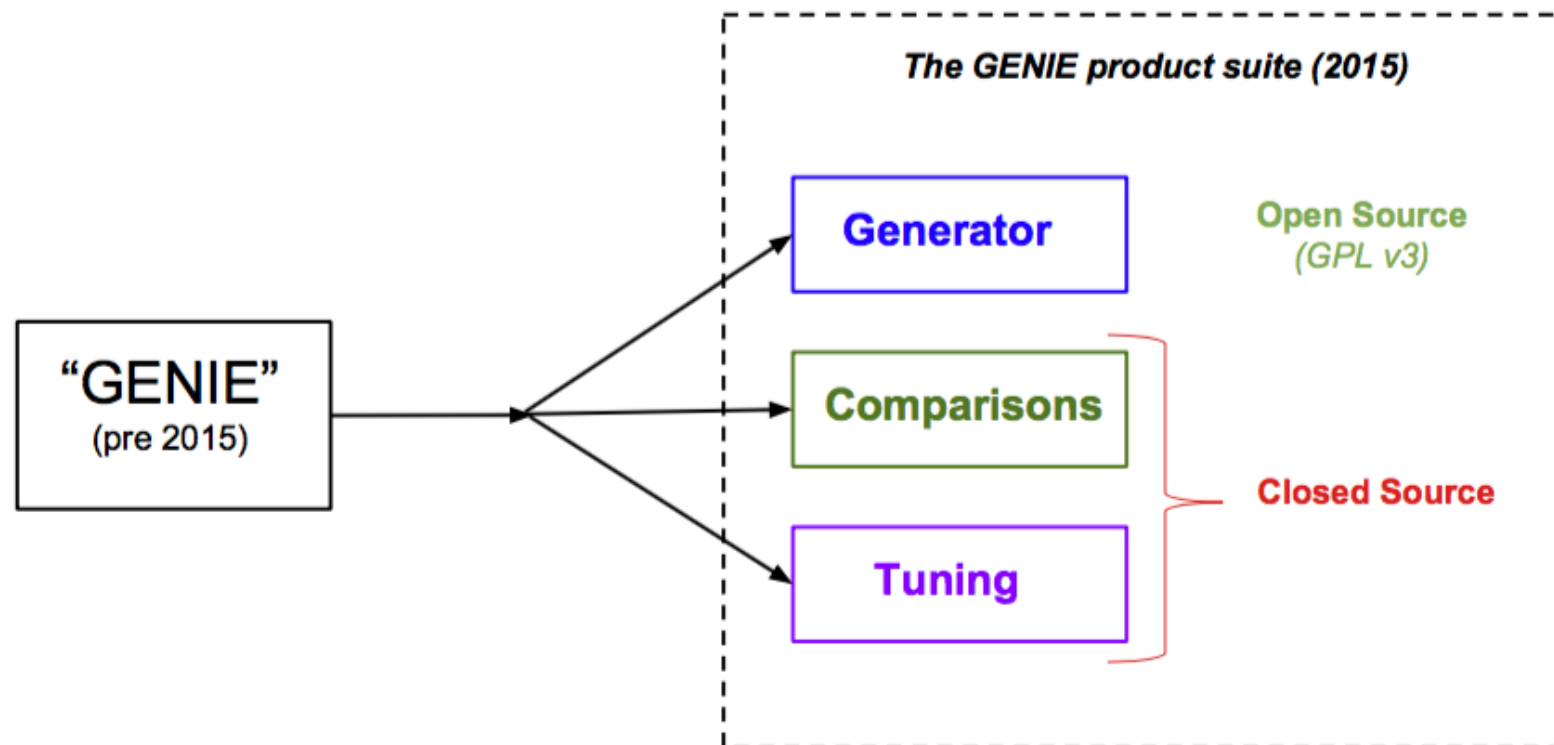 The GENIE product suite (2015)
Generator
Open Source
(GPL v3)
“GENIE”
(pre 2015)
Comparisons
Closed Source
Tuning